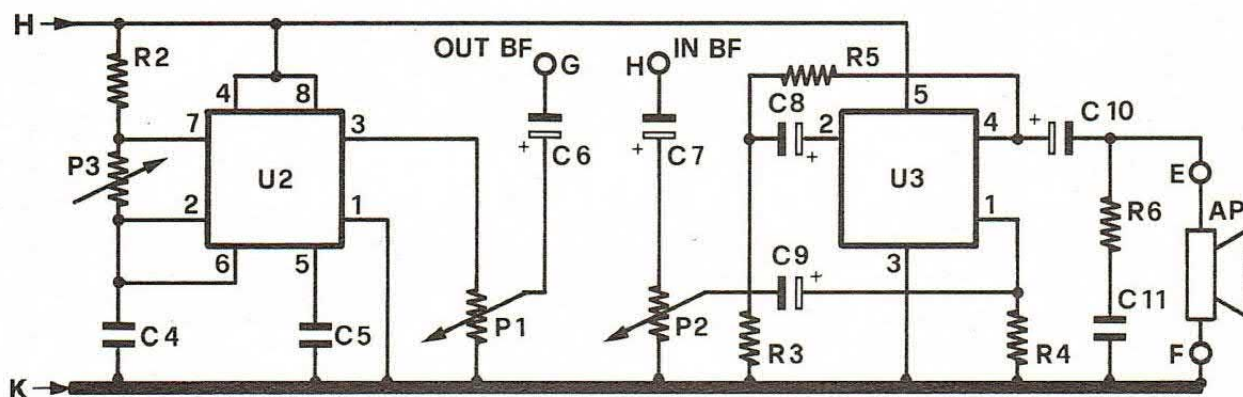 H
R2
OUT BF
G
H
IN BF
R5
4
8
7
3
U2
P3
2
1
6
5
C6
C7
C8
+
+
+
2
5
4
U3
1
3
+
C10
E
AP
R6
C9
+
C4
C5
P1
P2
R3
R4
C11
F
K